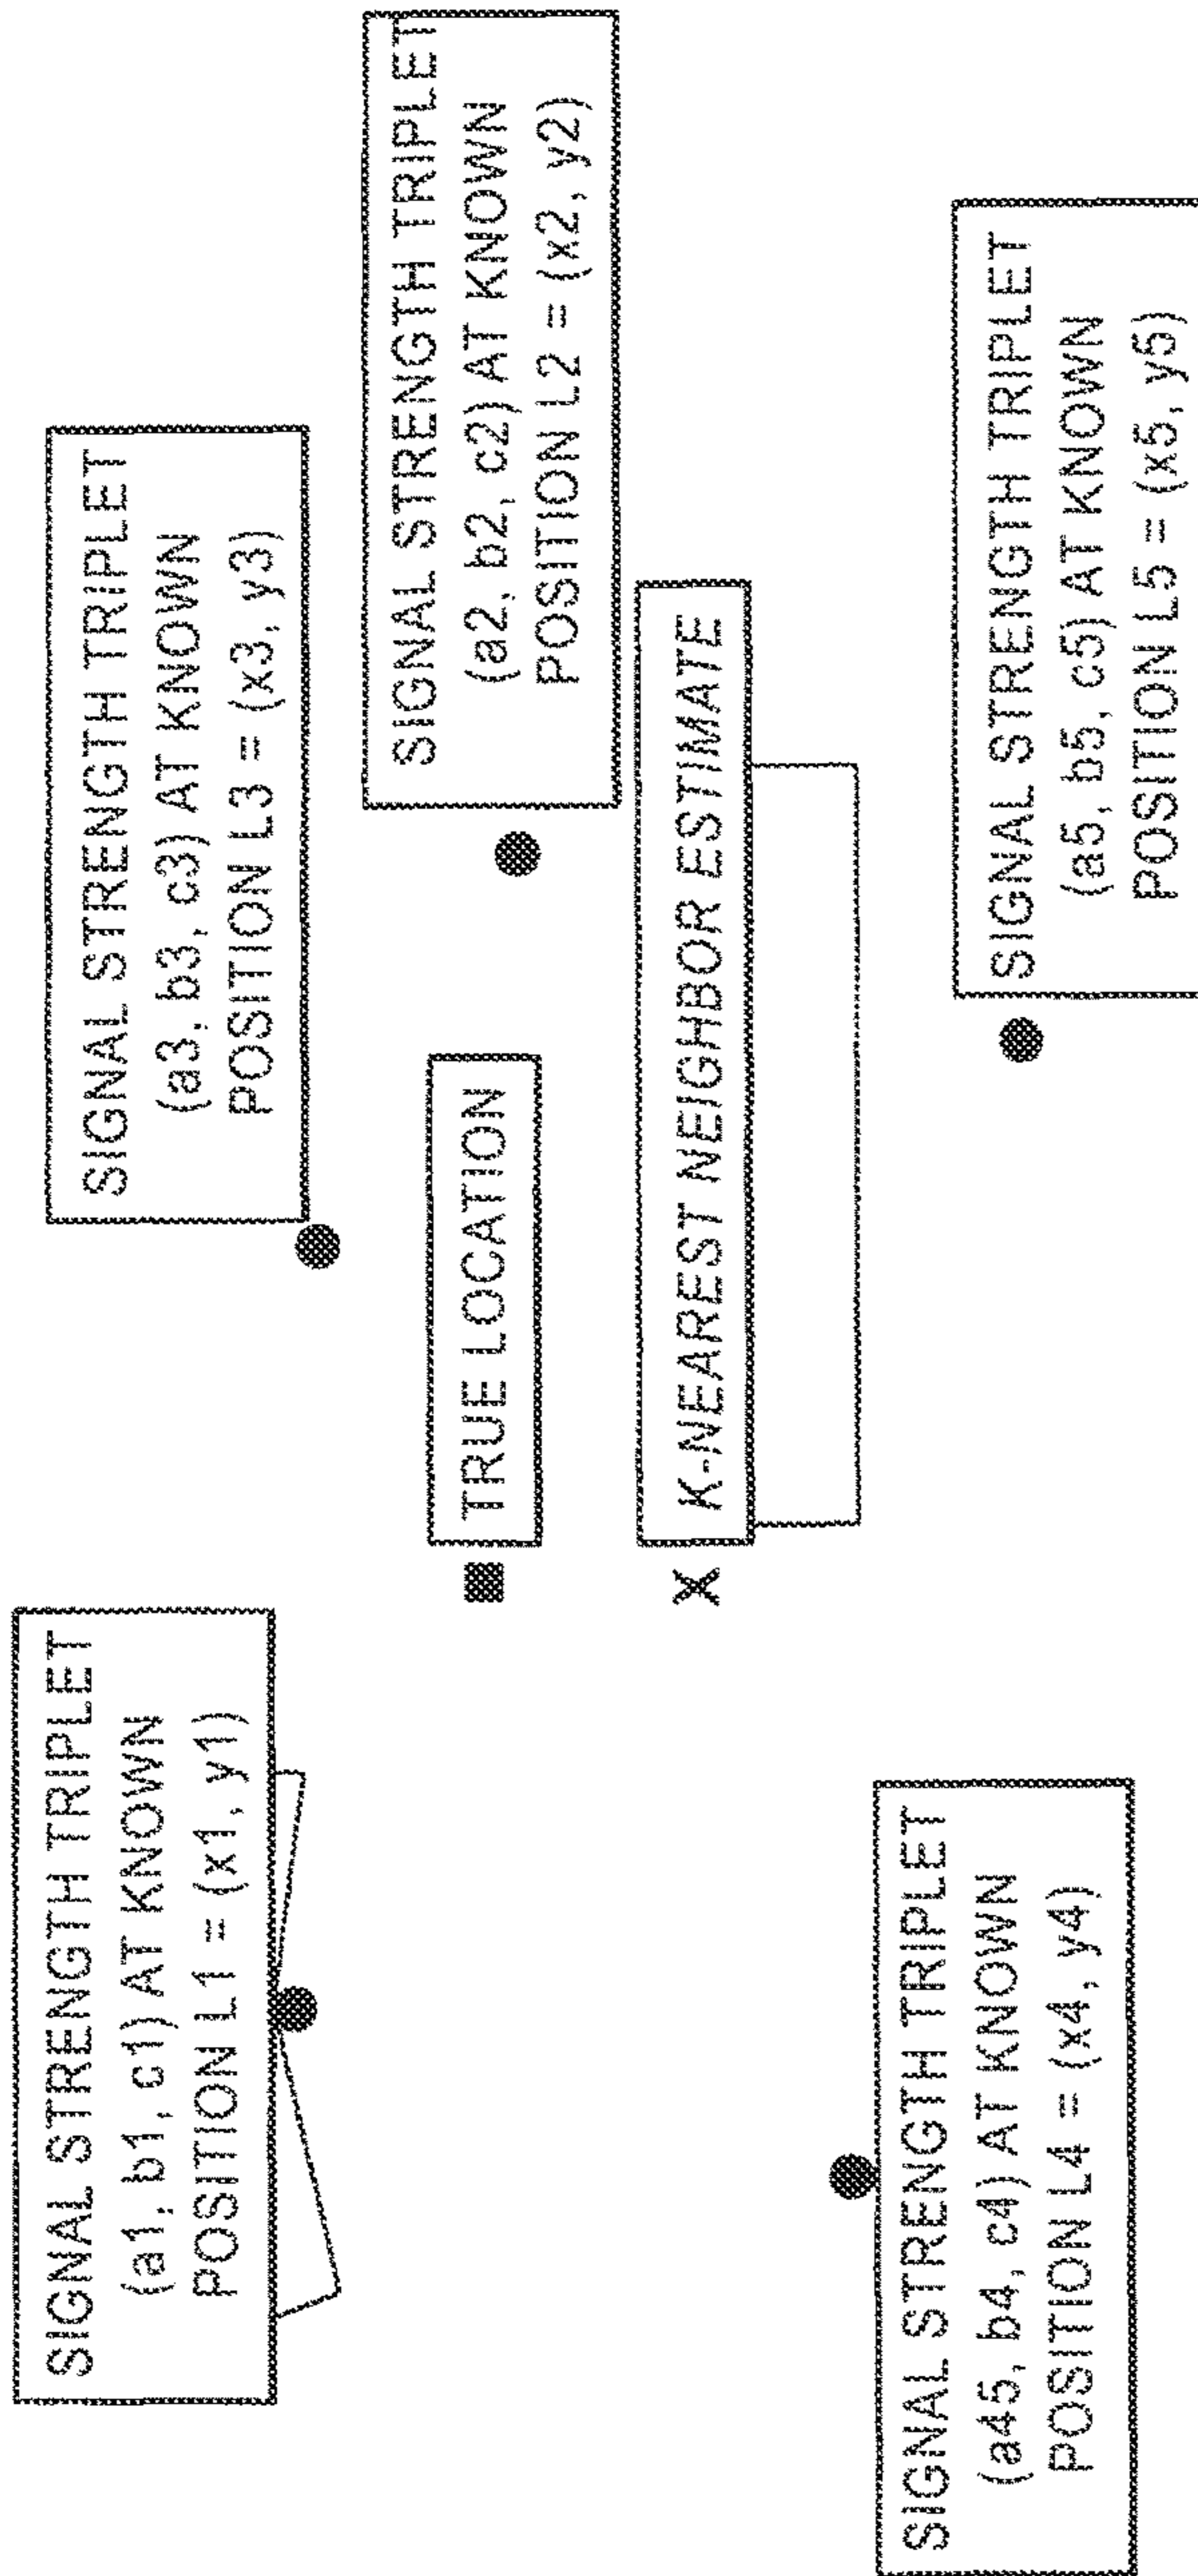 SIGNAL STRENGTH TRIPLET
(a1, b1, c1) AT KNOWN
POSITION L1 = (x1, y1)
SIGNAL STRENGTH TRIPLET
(a3, b3, c3) AT KNOWN
POSITION L3 = (x3, y3)
SIGNAL STRENGTH TRIPLET
(a2, b2, c2) AT KNOWN
POSITION L2 = (x2, y2)
TRUE LOCATION
X K-NEAREST NEIGHBOR ESTIMATE
SIGNAL STRENGTH TRIPLET
(a45, b4, c4) AT KNOWN
POSITION L4 = (x4, y4)
SIGNAL STRENGTH TRIPLET
(a5, b5, c5) AT KNOWN
POSITION L5 = (x5, y5)